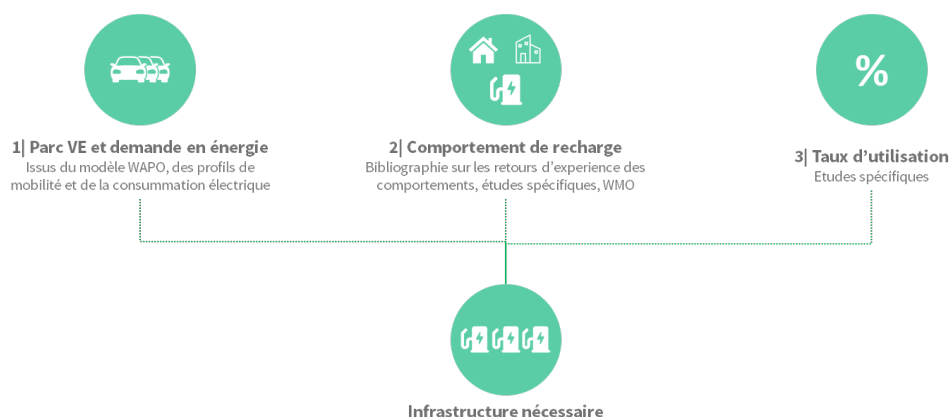 %
1| Parc VE et demande en énergie
Issus du modèle WAPO, des profils de
mobilité et de la consummation électrique
2| Comportement de recharge
Bibliographie sur les retours d'experience des
comportements, études spécifiques, WMO
3| Taux d'utilisation
Etudes spécifiques
Infrastructure nécessaire